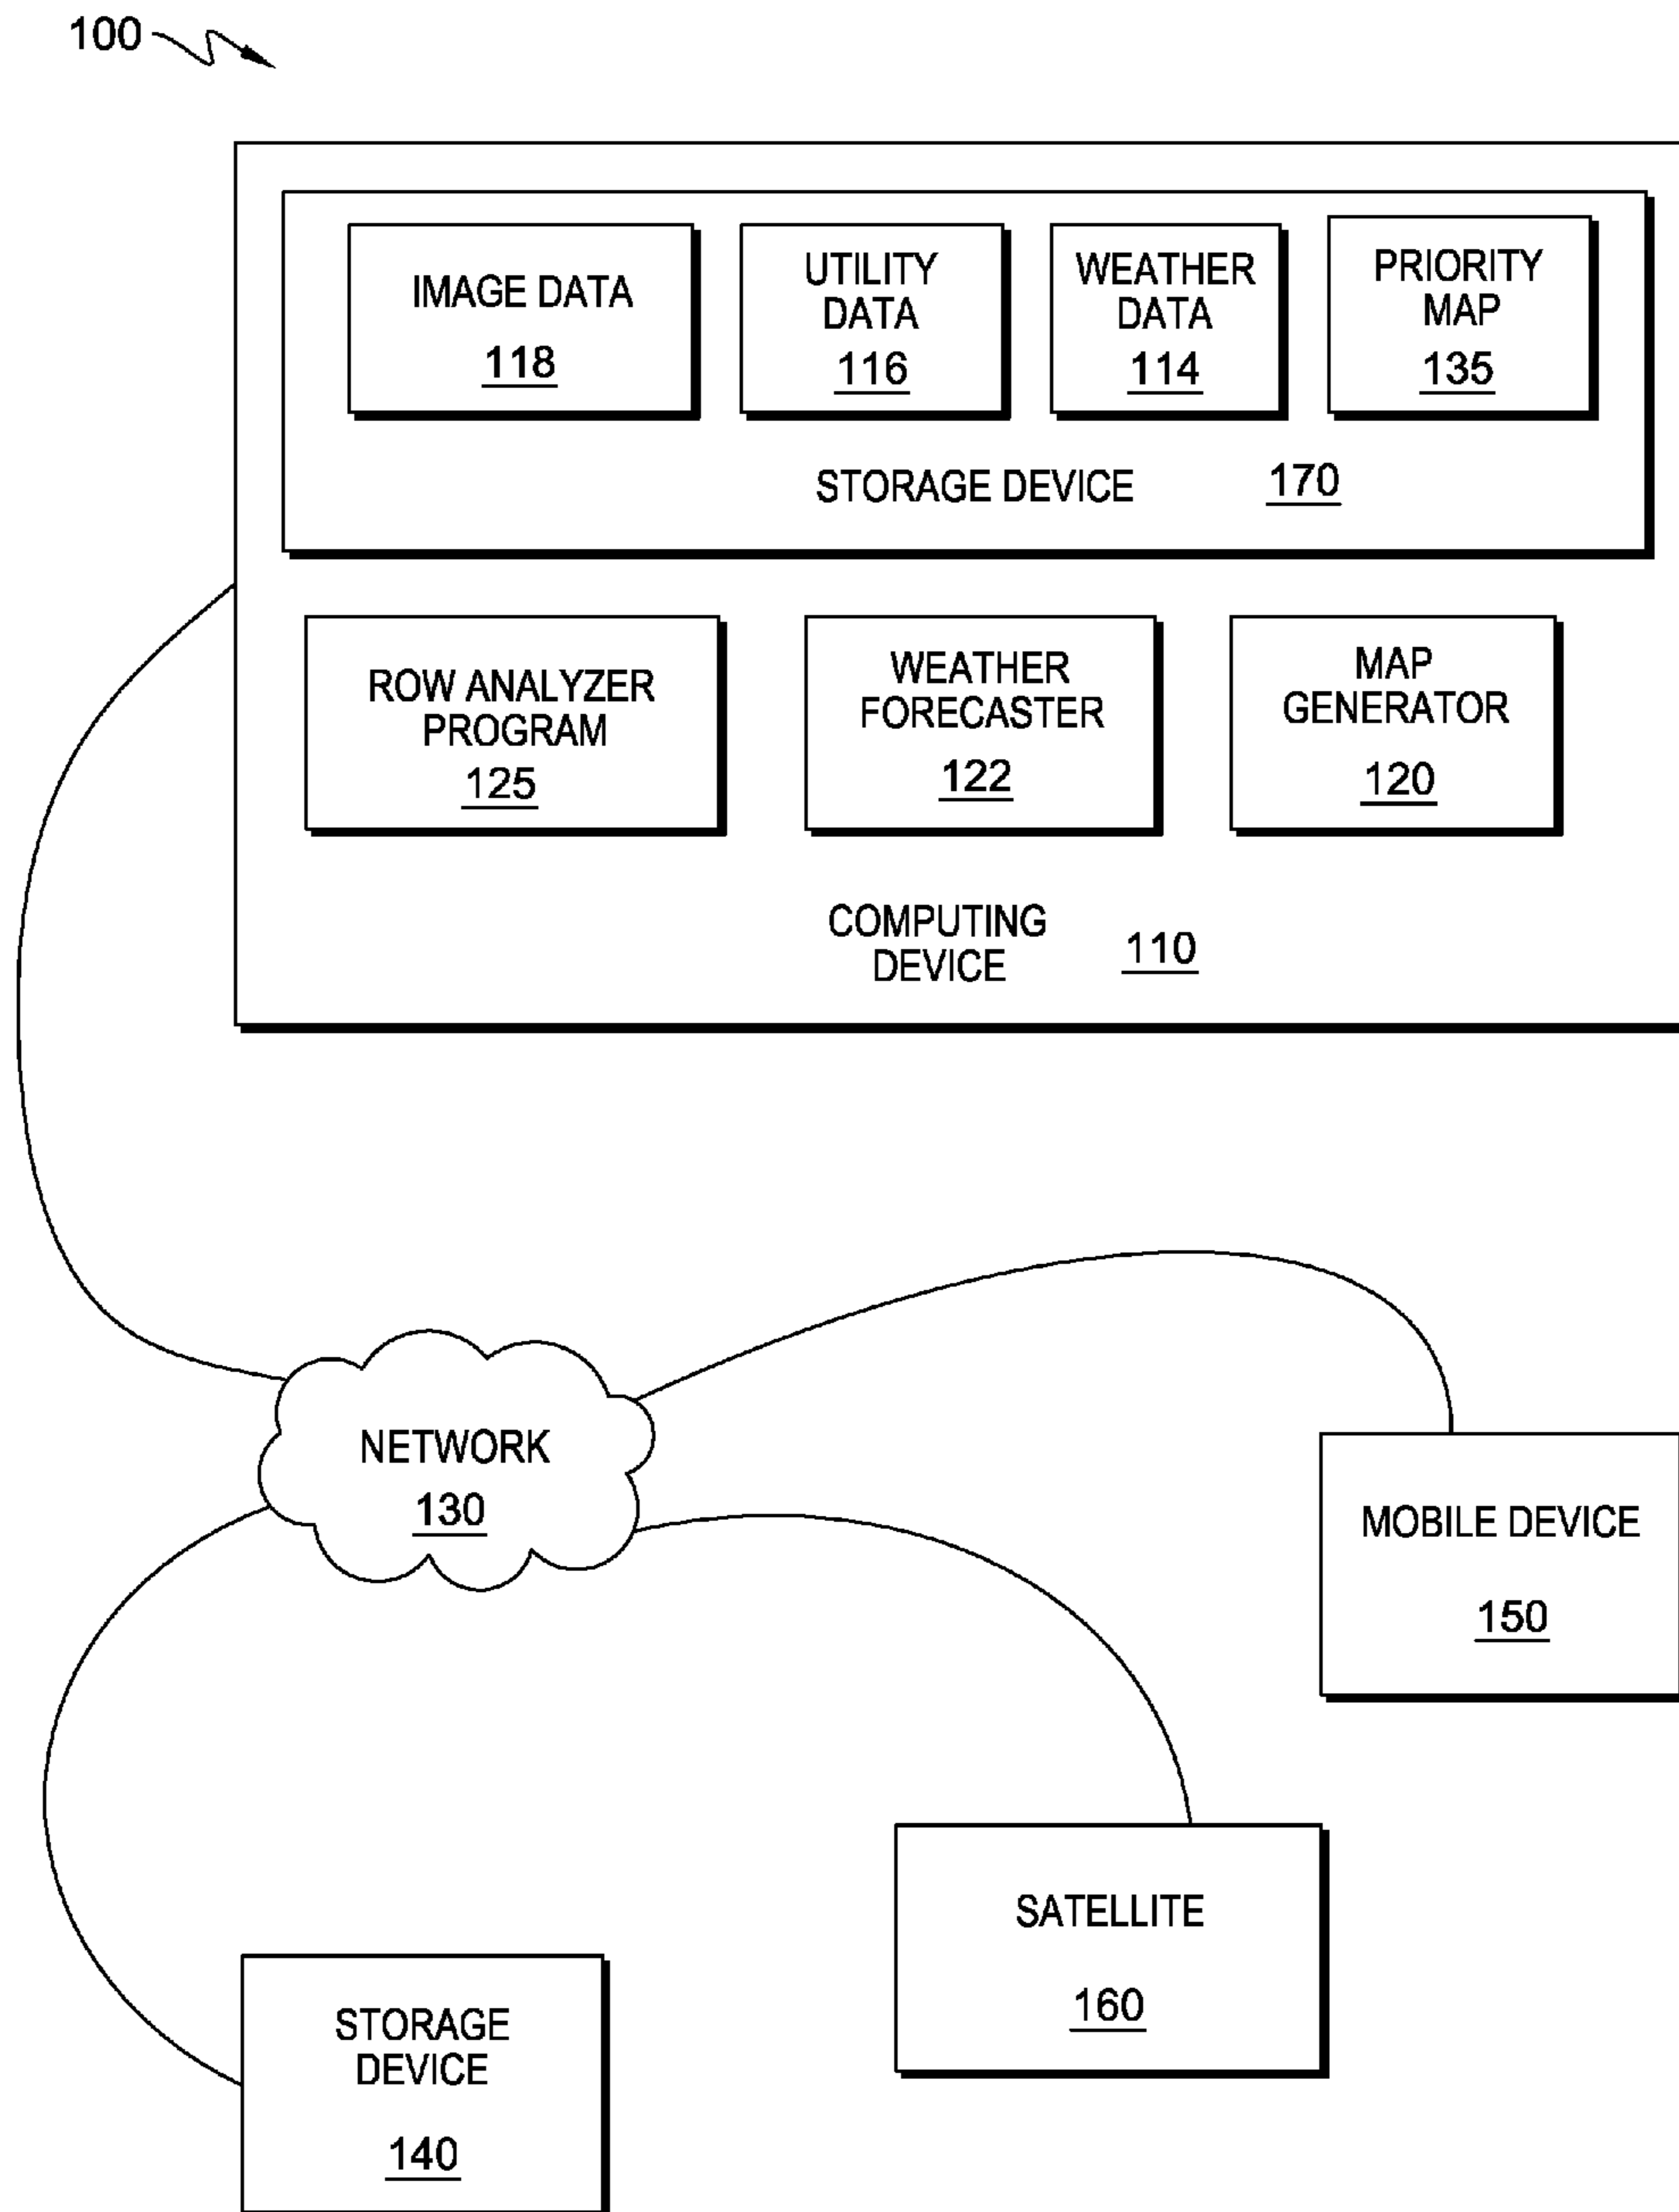 100
IMAGE DATA
118
UTILITY
DATA
116
WEATHER
DATA
114
PRIORITY
MAP
135
STORAGE DEVICE 170
ROW ANALYZER
PROGRAM
125
WEATHER
FORECASTER
122
MAP
GENERATOR
120
COMPUTING
DEVICE
110
NETWORK
130
MOBILE DEVICE
150
SATELLITE
160
STORAGE
DEVICE
140